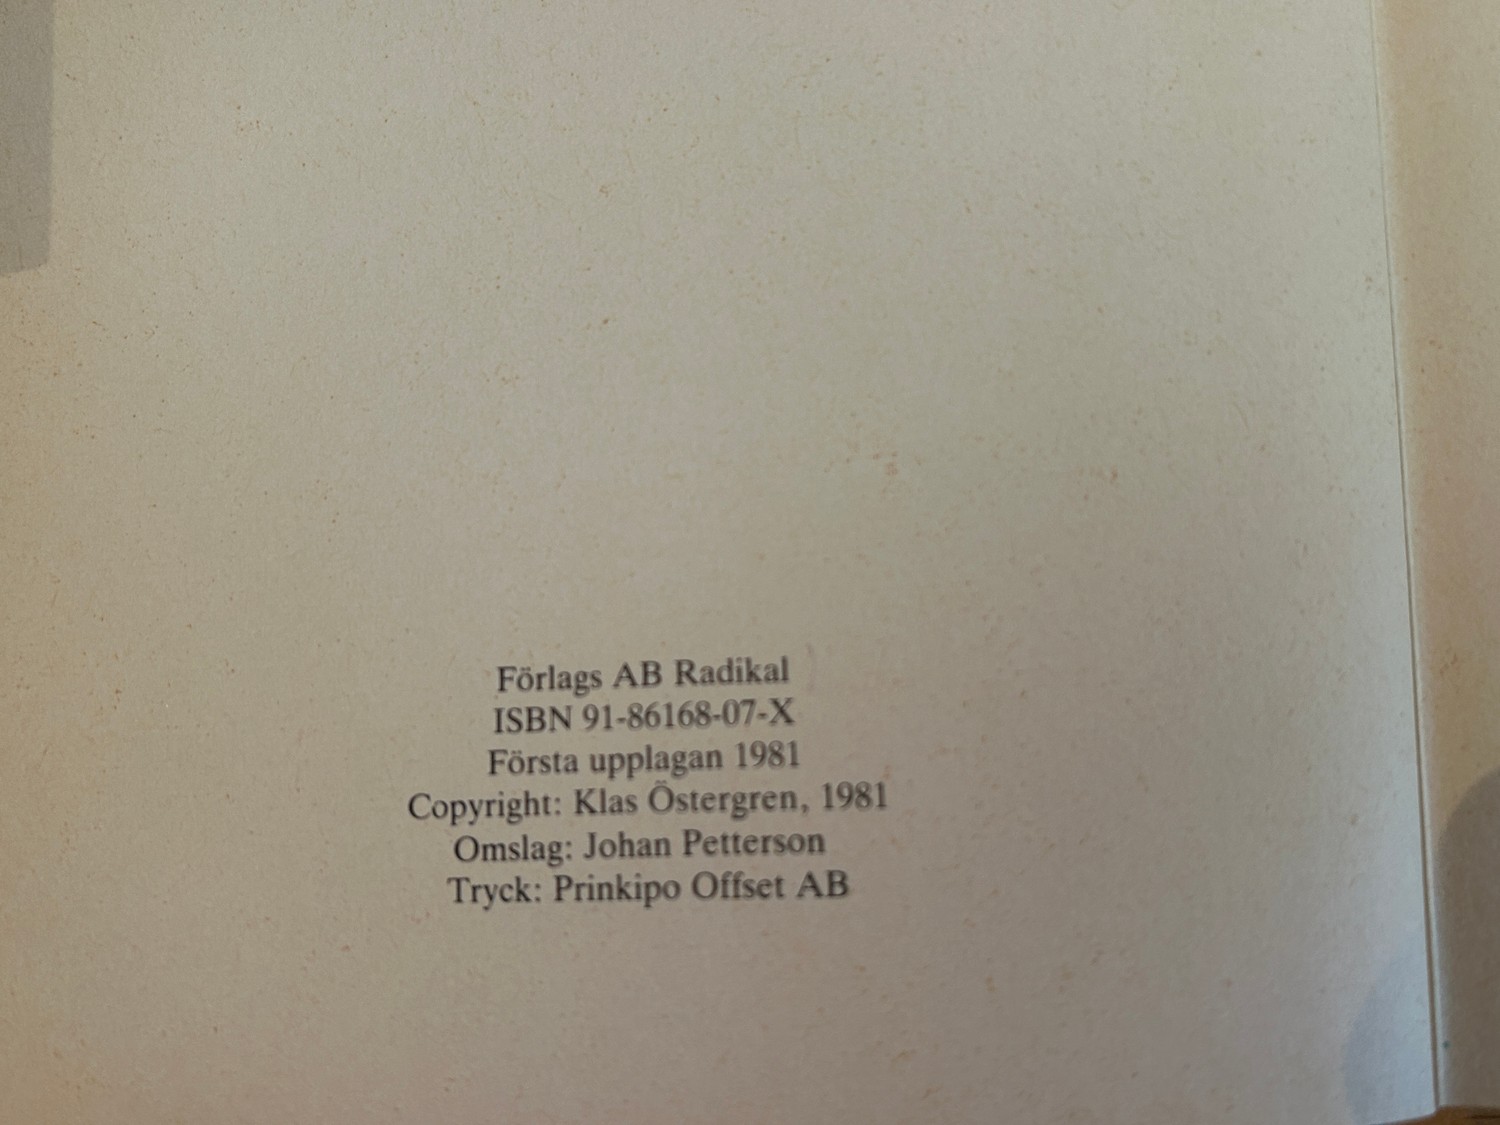 Förlags AB Radikal
ISBN 91-86168-07-X
Första upplagan 1981
Copyright: Klas Östergren, 1981
Omslag: Johan Petterson
Tryck: Prinkipo Offset AB